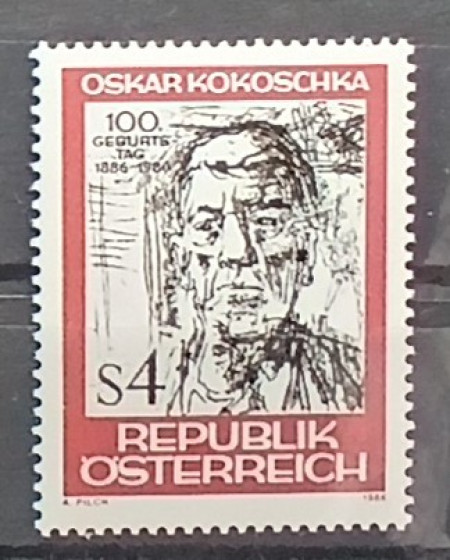 OSKAR KOKOSCHKA
100.
GEBURTS-
TAG
1886-1986
S4
REPUBLIK
ÖSTERREICH
A. PILCH 1986